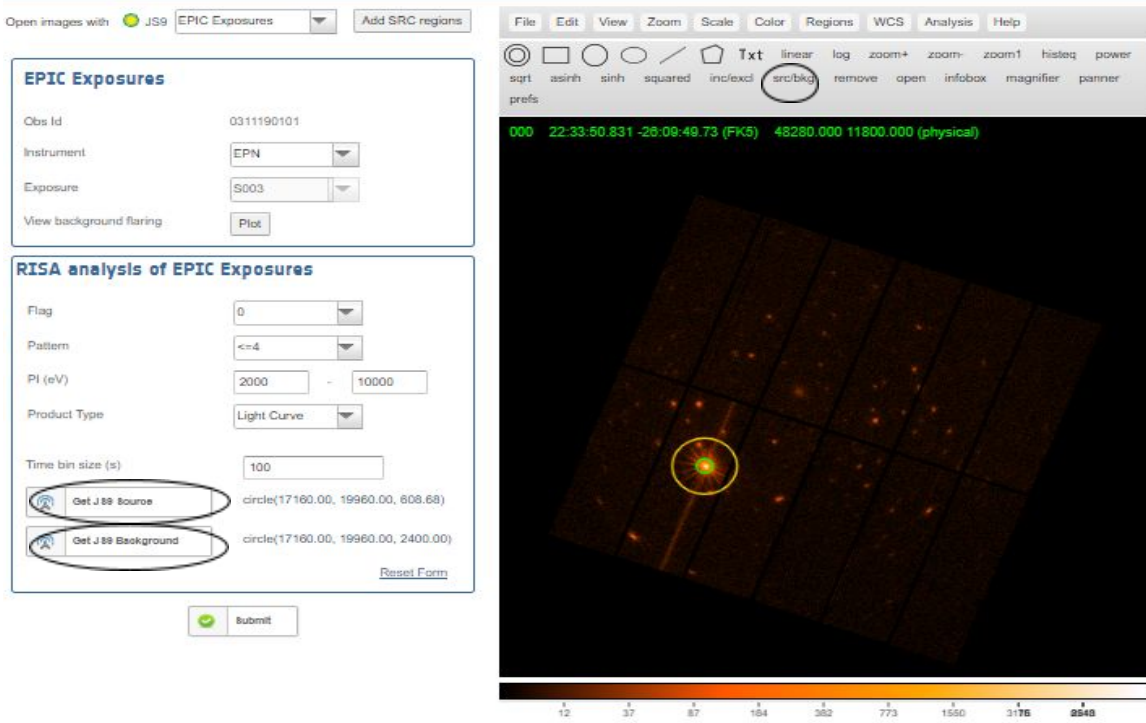 Open images with JS9 EPIC Exposures Add SRC regions
EPIC Exposures
Obs Id 0311190101
Instrument EPN
Exposure S003
View background flaring Plot
RISA analysis of EPIC Exposures
Flag 0
Pattern <=4
PI (eV) 2000 - 10000
Product Type Light Curve
Time bin size (s) 100
Get JS9 Source circle(17160.00, 19960.00, 608.68)
Get JS9 Background circle(17160.00, 19960.00, 2400.00)
Reset Form
Submit
File Edit View Zoom Scale Color Regions WCS Analysis Help
Txt linear log zoom+ zoom- zoom1 histeq power
sqrt asinh sinh squared inc/excl src/bkg remove open infobox magnifier panner
prefs
000 22:33:50.831 -26:09:49.73 (FK5) 48280.000 11800.000 (physical)
12 37 87 184 382 773 1550